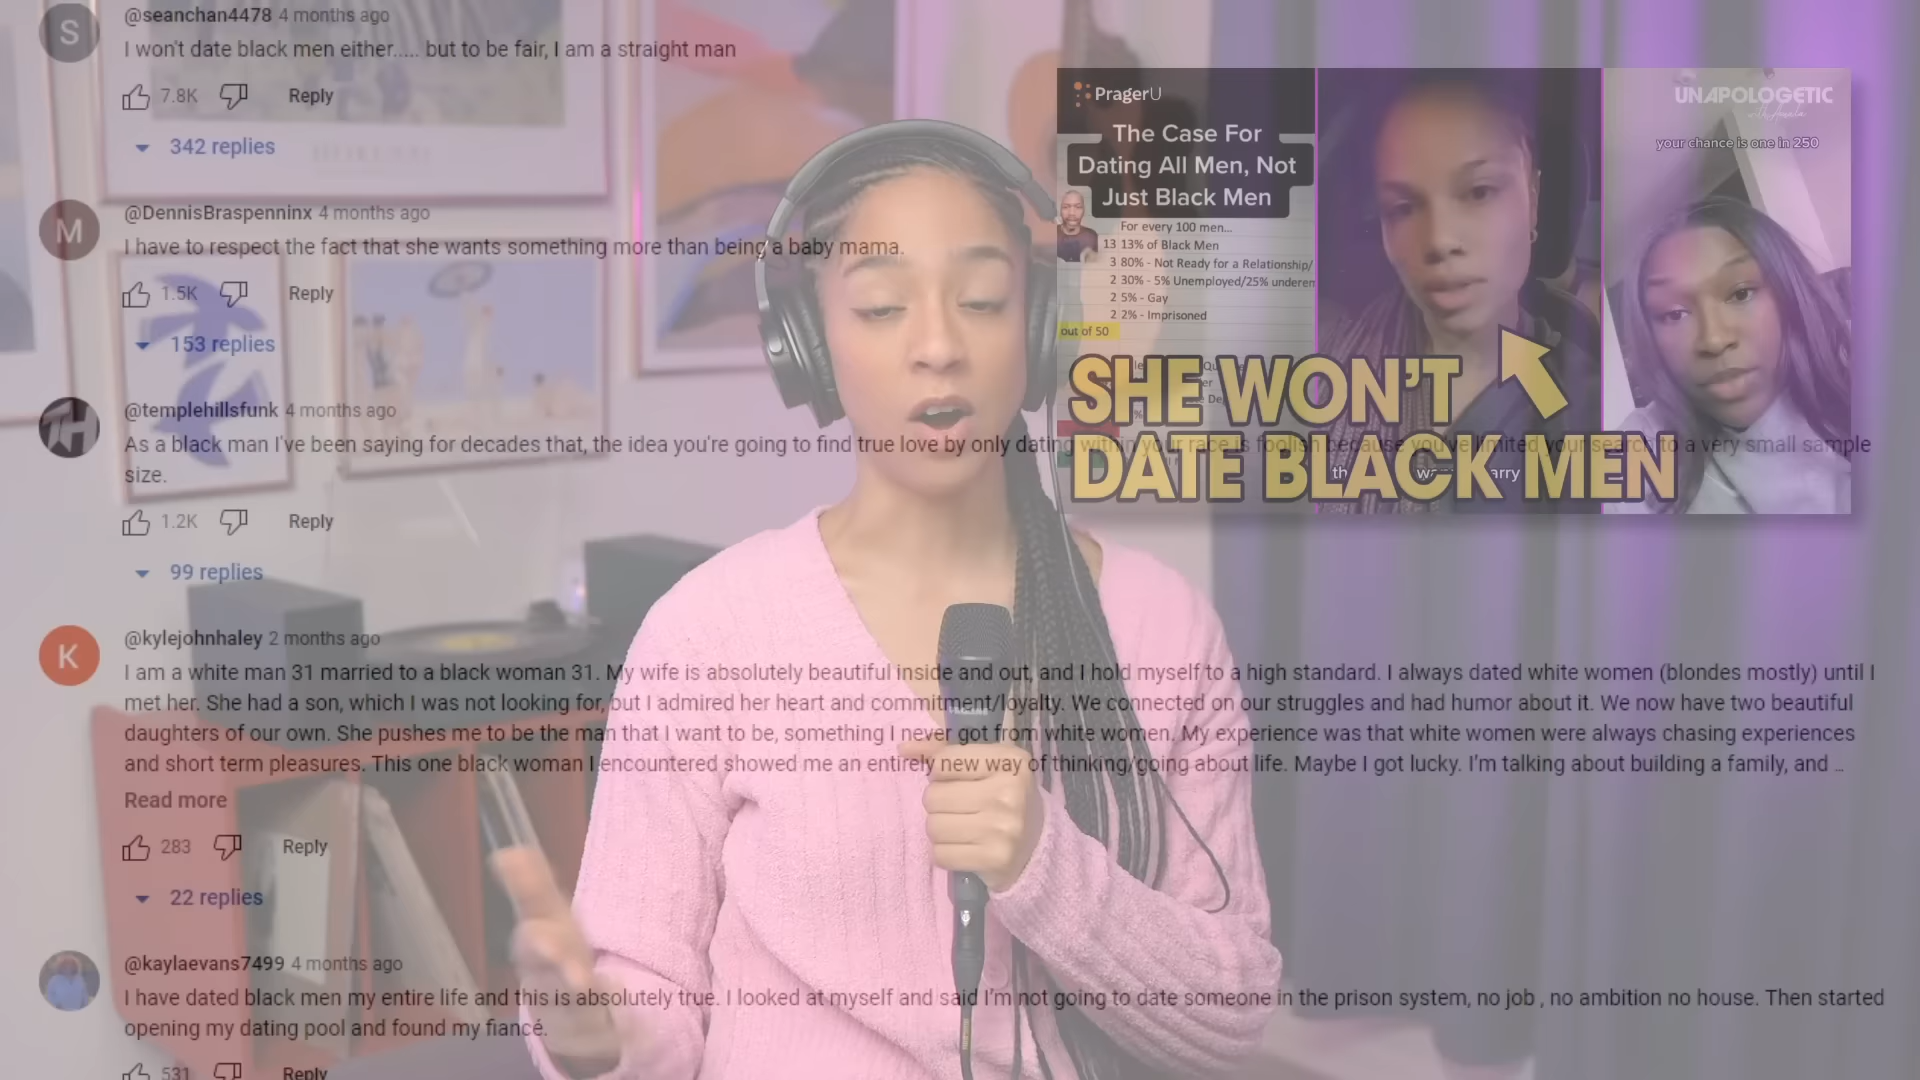 S
@seanchan4478 4 months ago
I won't date black men either..... but to be fair, I am a straight man
7.8K Reply
342 replies
M
@DennisBraspenninx 4 months ago
I have to respect the fact that she wants something more than being a baby mama.
1.5K Reply
153 replies
TH
@templehillsfunk 4 months ago
As a black man I've been saying for decades that, the idea you're going to find true love by only dating within your race is foolish because you've limited your search to a very small sample
size.
1.2K Reply
99 replies
K
@kylejohnhaley 2 months ago
I am a white man 31 married to a black woman 31. My wife is absolutely beautiful inside and out, and I hold myself to a high standard. I always dated white women (blondes mostly) until I
met her. She had a son, which I was not looking for, but I admired her heart and commitment/loyalty. We connected on our struggles and had humor about it. We now have two beautiful
daughters of our own. She pushes me to be the man that I want to be, something I never got from white women. My experience was that white women were always chasing experiences
and short term pleasures. This one black woman I encountered showed me an entirely new way of thinking/going about life. Maybe I got lucky. I'm talking about building a family, and ...
Read more
283 Reply
22 replies
@kaylaevans7499 4 months ago
I have dated black men my entire life and this is absolutely true. I looked at myself and said I'm not going to date someone in the prison system, no job , no ambition no house. Then started
opening my dating pool and found my fiancé.
531 Reply
PragerU
The Case For
Dating All Men, Not
Just Black Men
For every 100 men...
13 13% of Black Men
3 80% - Not Ready for a Relationship/
2 30% - 5% Unemployed/25% underem
2 5% - Gay
2 2% - Imprisoned
out of 50
SHE WON'T
DATE BLACK MEN
UNAPOLOGETIC
with Amala
your chance is one in 250